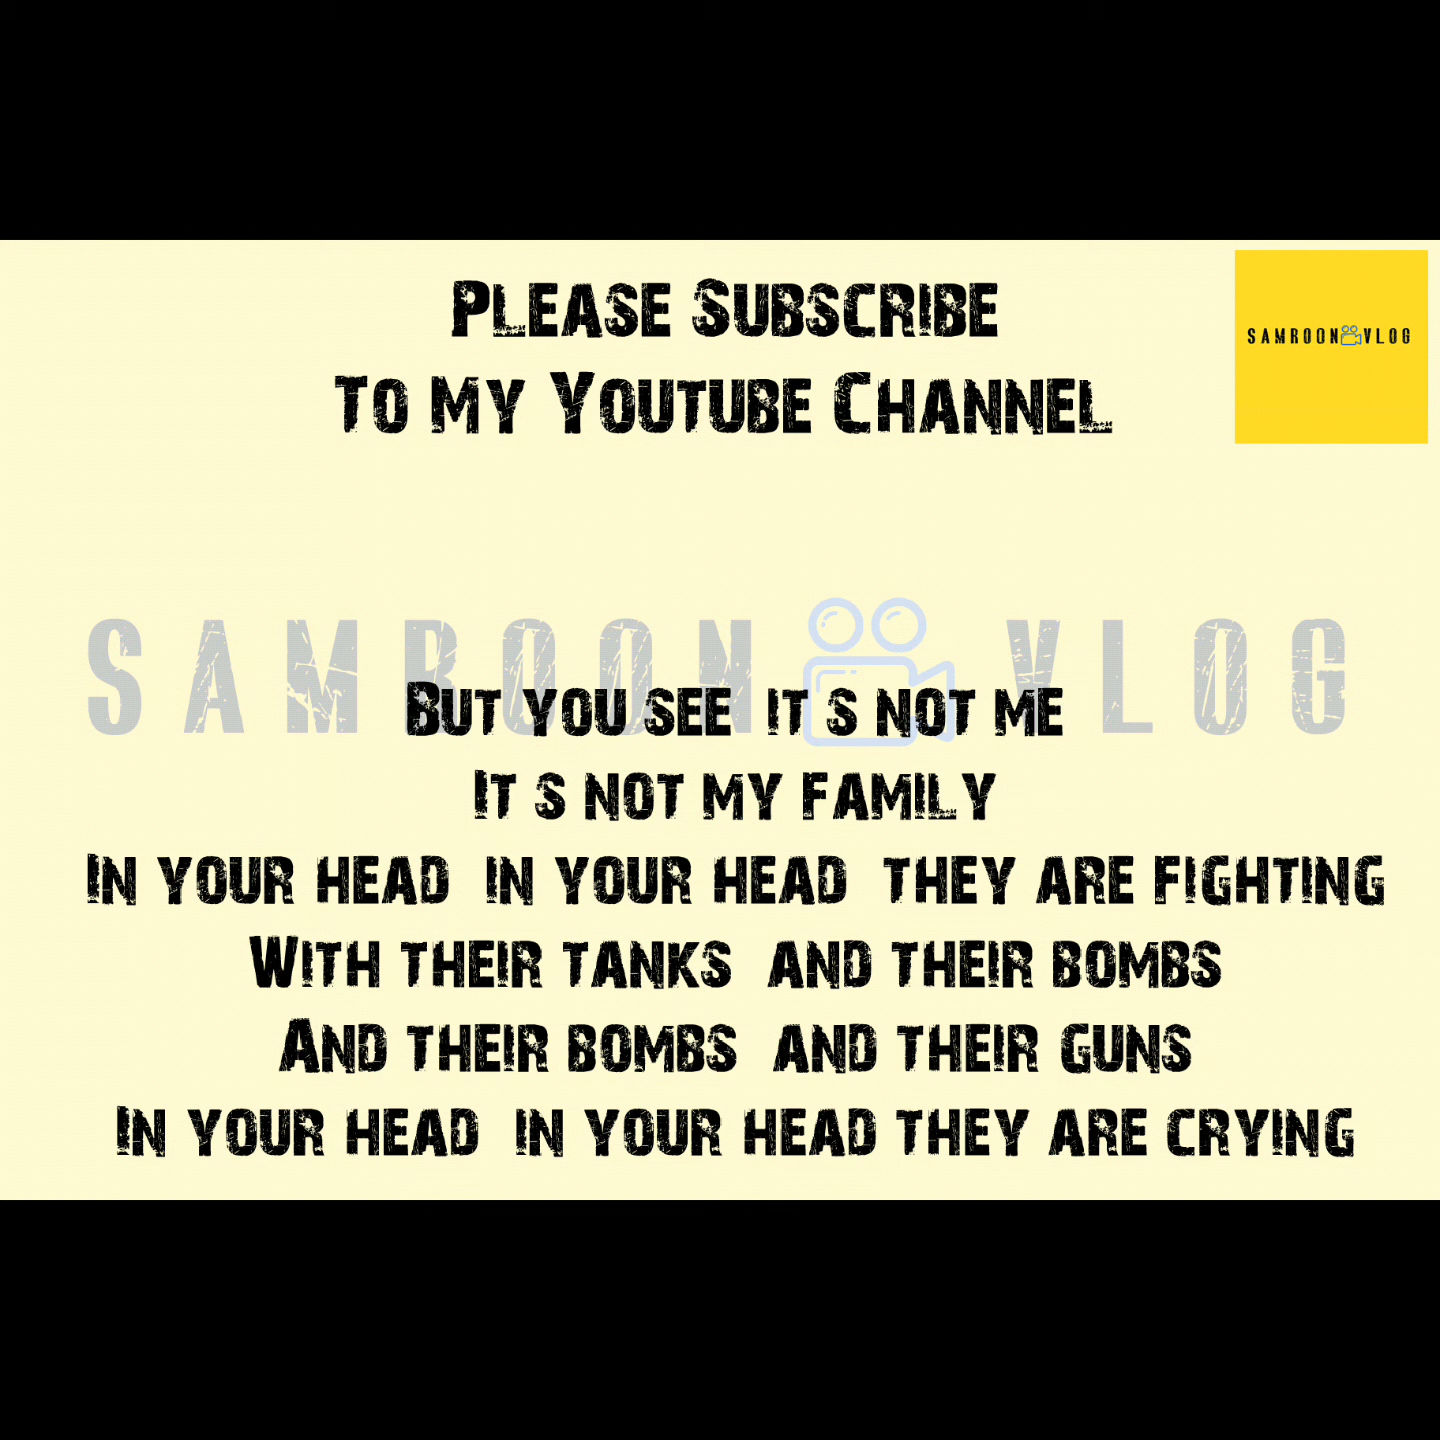 Please Subscribe
To My Youtube Channel
SAMROON VLOG
SAMROON VLOG
But you see it s not me
It s not my family
In your head in your head they are fighting
With their tanks and their bombs
And their bombs and their guns
In your head in your head they are crying